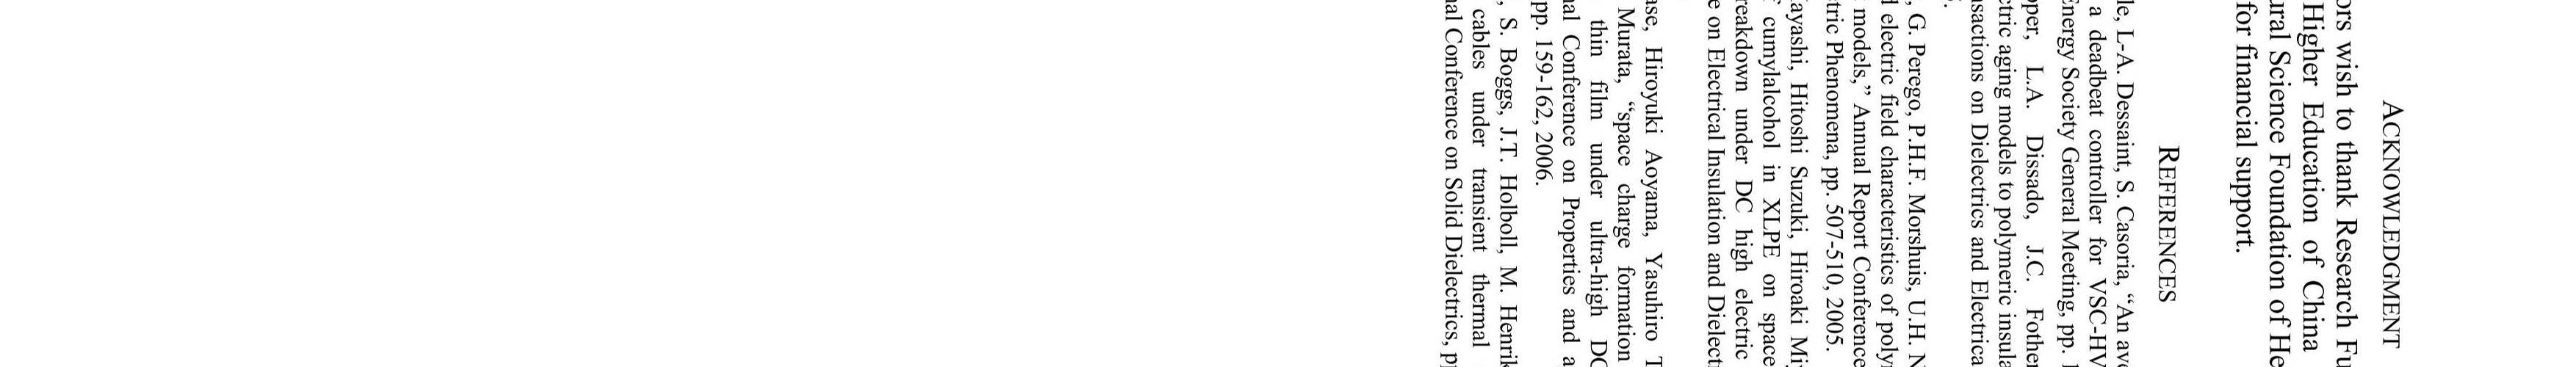 ACKNOWLEDGMENT
ors wish to thank Research Fu
Higher Education of China
ural Science Foundation of He
for financial support.
REFERENCES
le, L-A. Dessaint, S. Casoria, “An ave
a deadbeat controller for VSC-HV
Energy Society General Meeting, pp. 1
oper, L.A. Dissado, J.C. Fother
ctric aging models to polymeric insula
nsactions on Dielectrics and Electrica
, G. Perego, P.H.F. Morshuis, U.H. N
d electric field characteristics of poly
models,” Annual Report Conference
tric Phenomena, pp. 507-510, 2005.
ayashi, Hitoshi Suzuki, Hiroaki Miy
f cumylalcohol in XLPE on space
reakdown under DC high electric
e on Electrical Insulation and Dielect
ase, Hiroyuki Aoyama, Yasuhiro T
Murata, “space charge formation
thin film under ultra-high DC
nal Conference on Properties and a
pp. 159-162, 2006.
, S. Boggs, J.T. Holboll, M. Henrik
cables under transient thermal
nal Conference on Solid Dielectrics, p